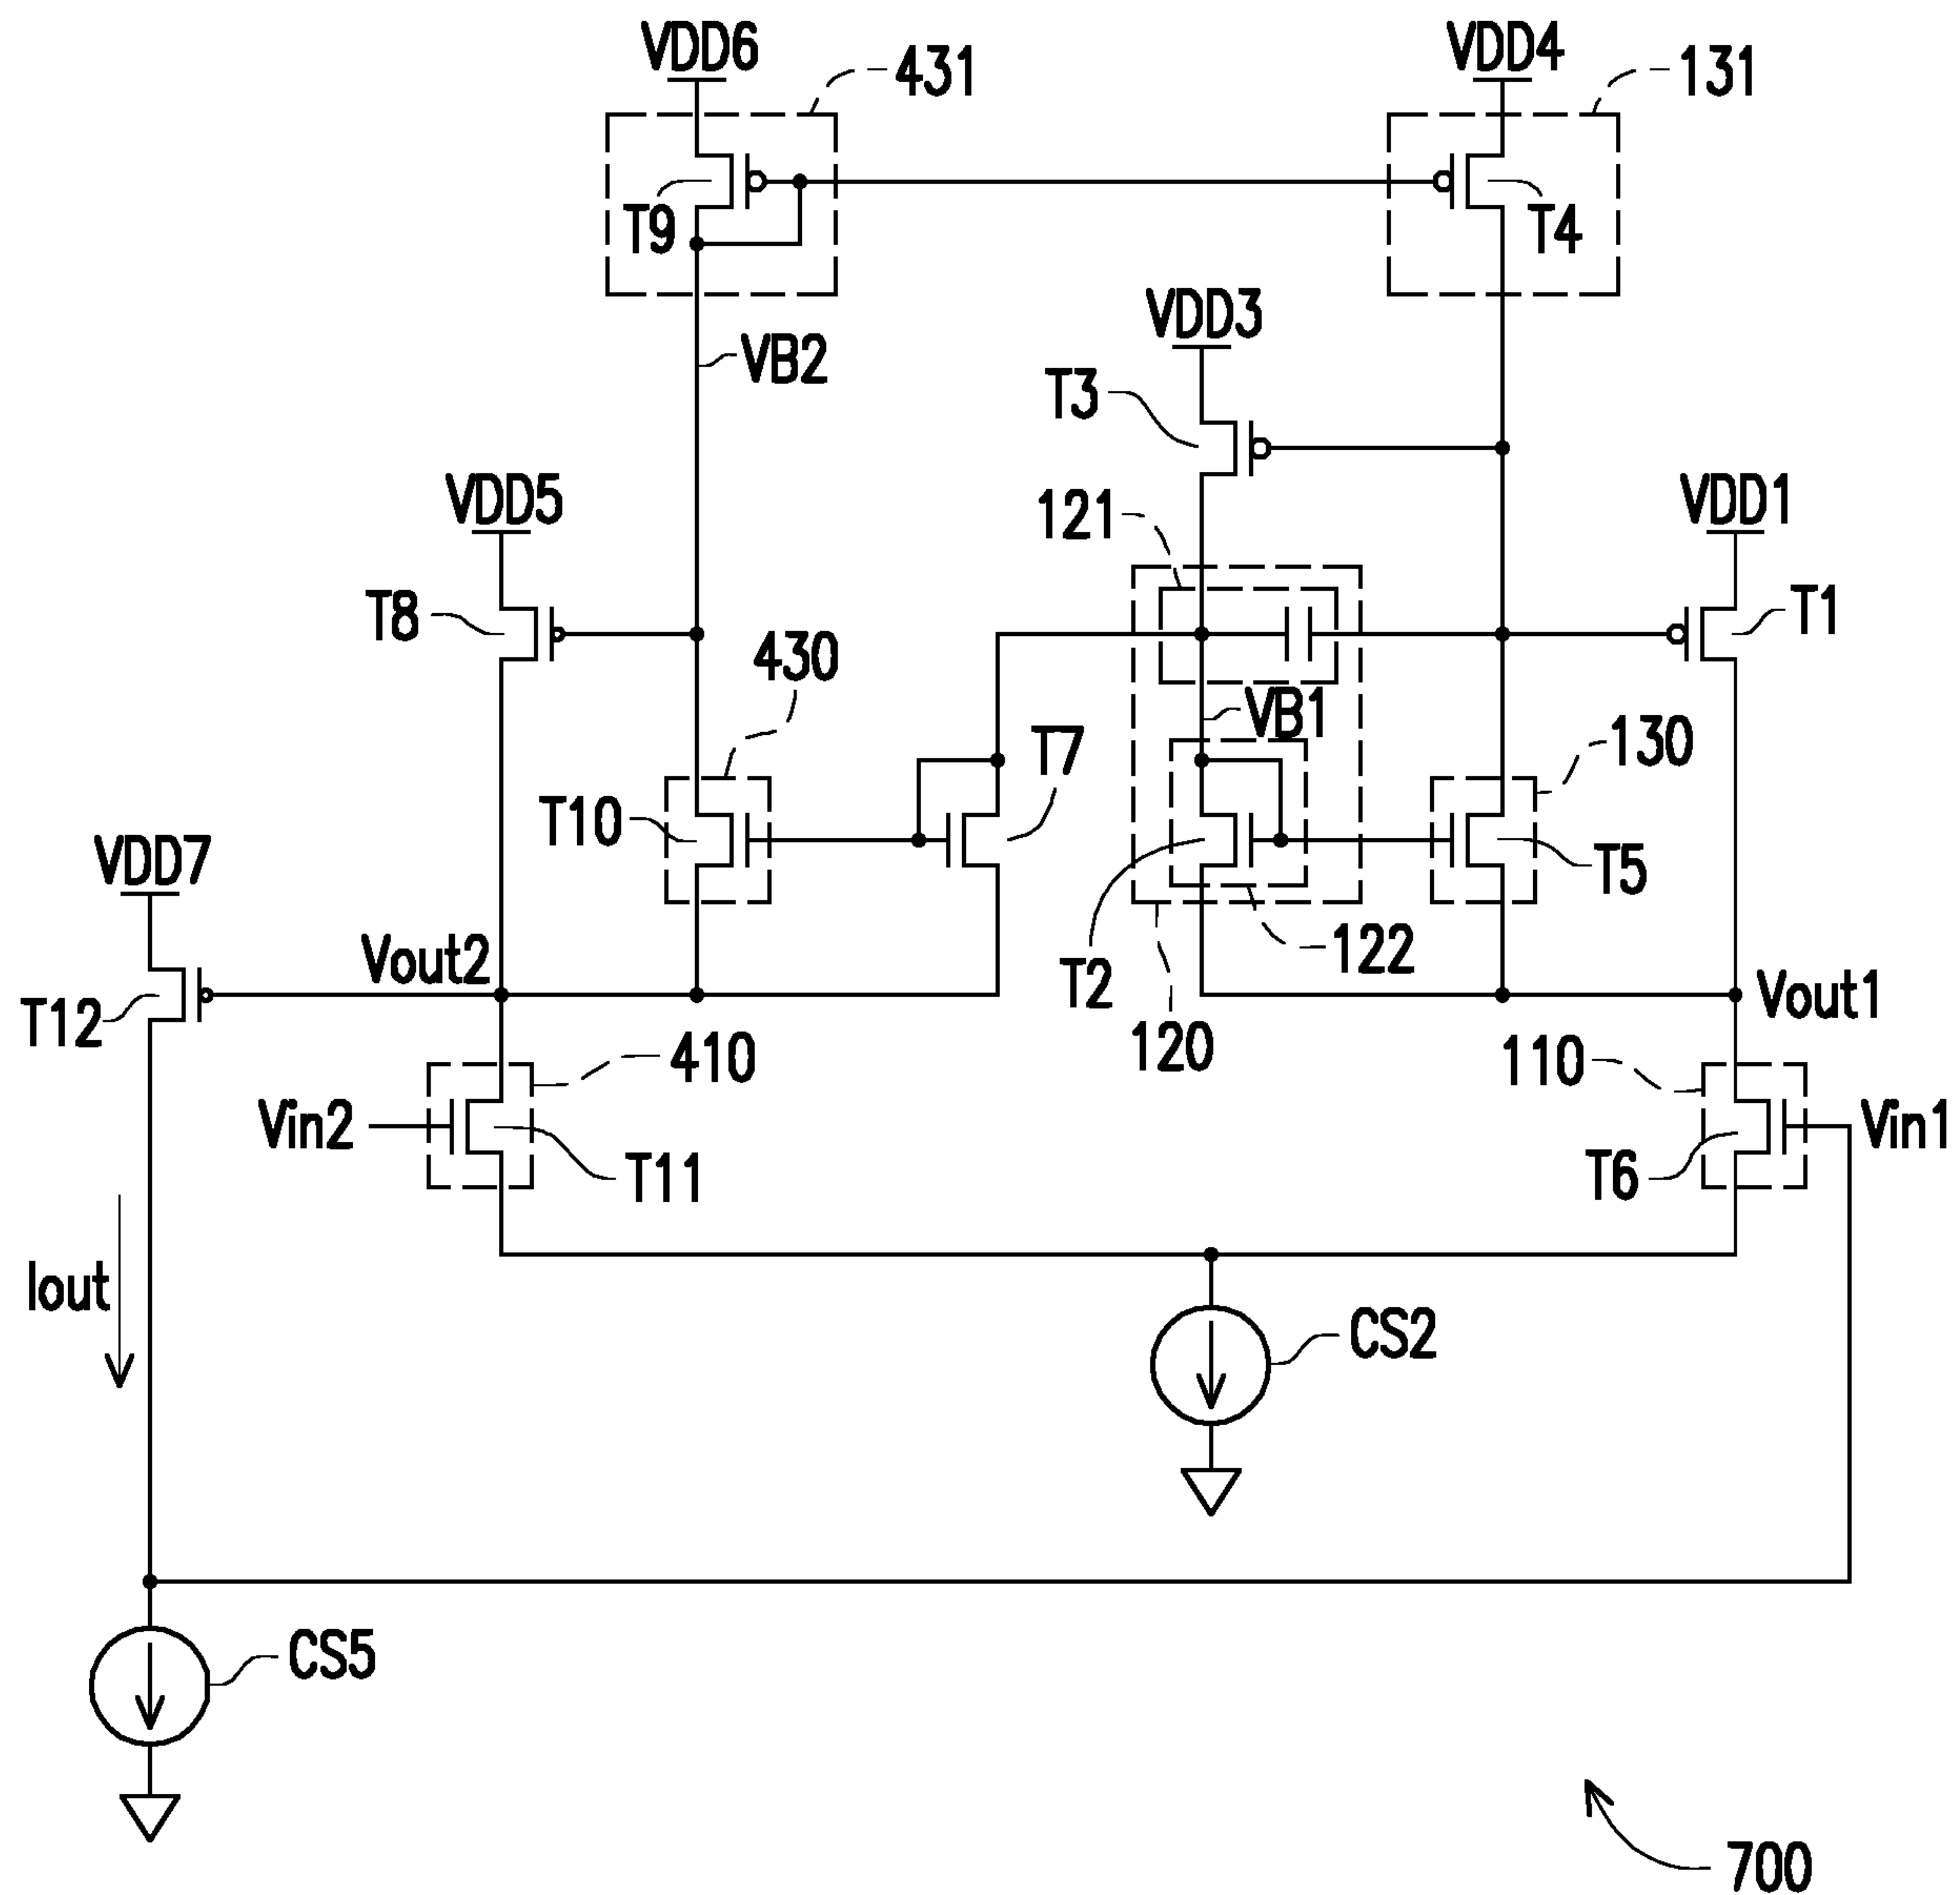 VDD6
VDD4
431
131
T9
T4
VDD3
VB2
T3
VDD5
121
VDD1
T8
T1
430
VB1
T7
130
T10
T5
VDD7
122
Vout2
T2
Vout1
T12
120
410
110
Vin2
Vin1
T11
T6
Iout
CS2
CS5
700